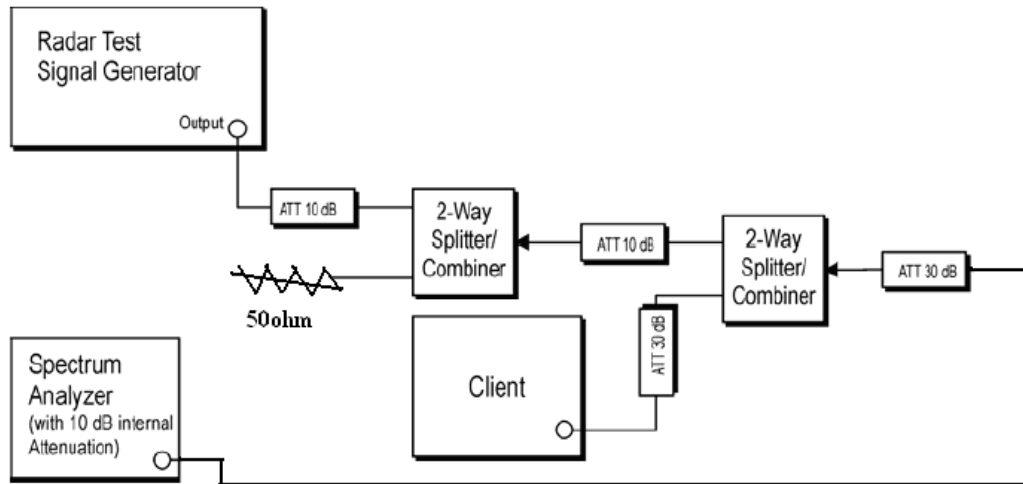 Radar Test
Signal Generator
Output
ATT 10 dB
2-Way
Splitter/
Combiner
ATT 10 dB
2-Way
Splitter/
Combiner
ATT 30 dB
50ohm
ATT 30 dB
Client
Spectrum
Analyzer
(with 10 dB internal
Attenuation)